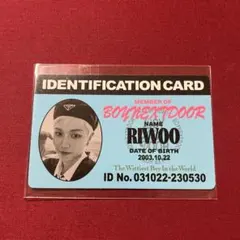 IDENTIFICATION CARD
MEMBER OF
BOYNEXTDOOR
NAME
RIWOO
DATE OF BIRTH
2003.10.22
The Wittiest Boy In the World
ID No. 031022-230530